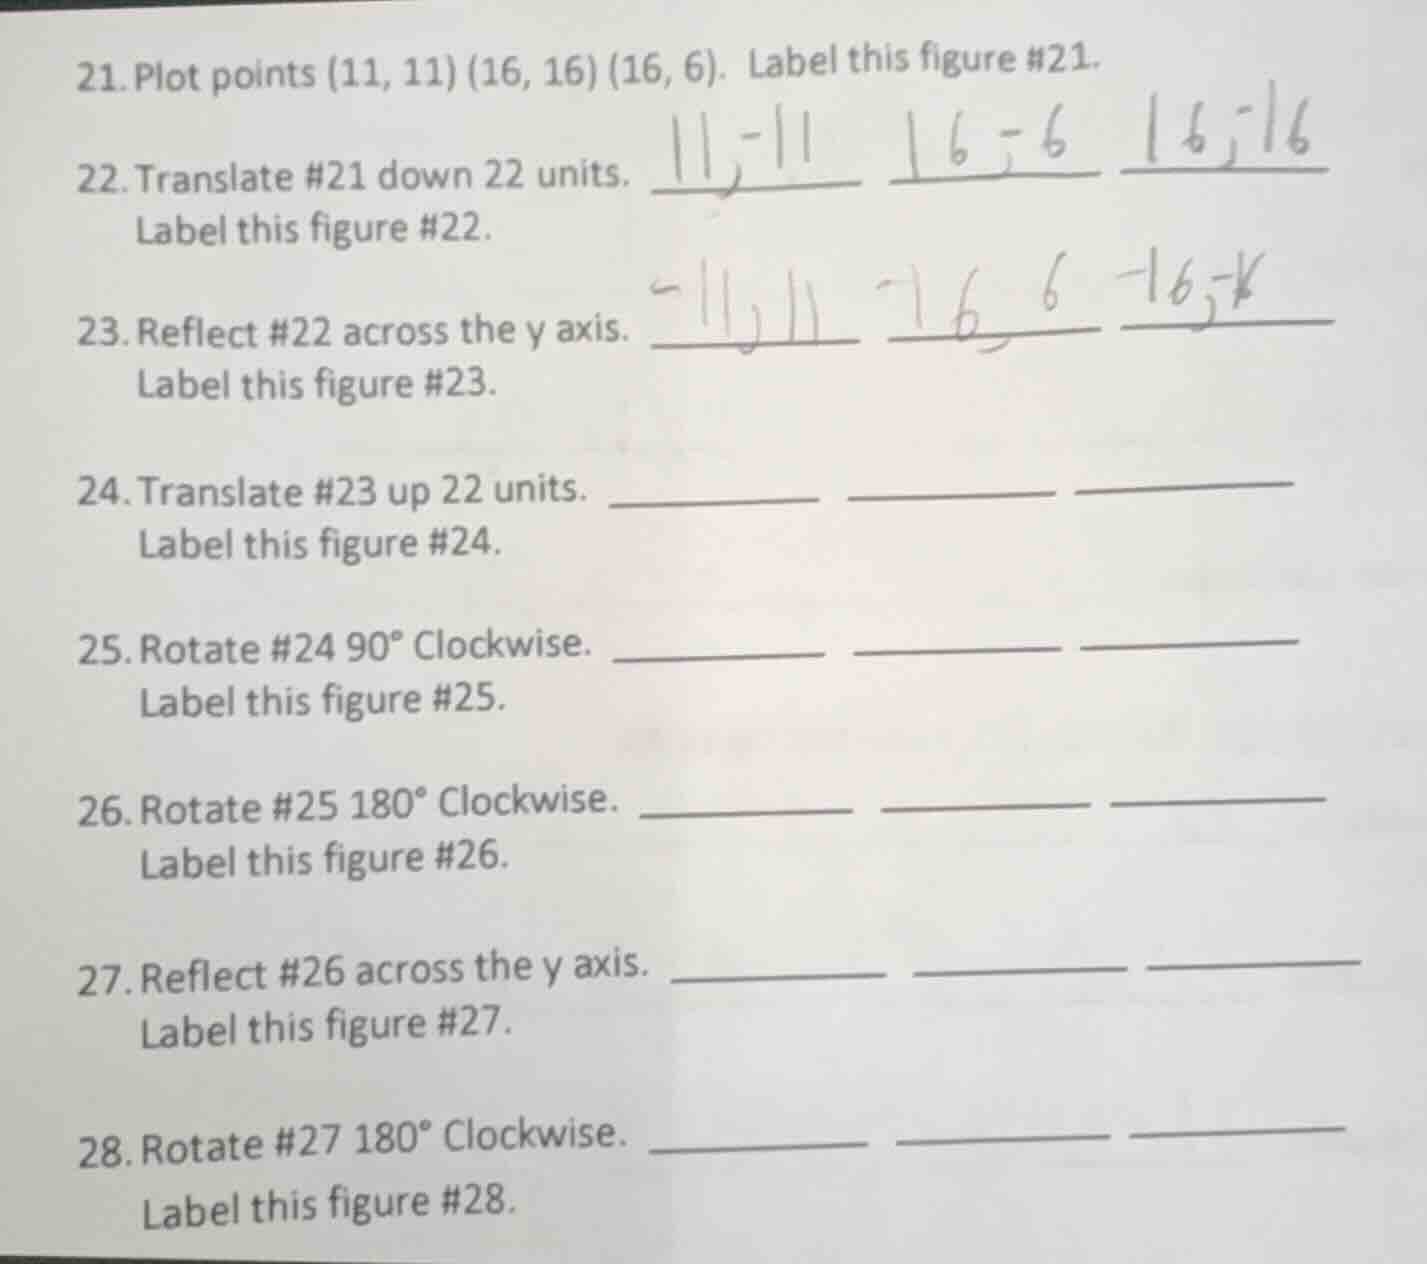 21. Plot points (11, 11) (16, 16) (16, 6). Label this figure #21.
22. Translate #21 down 22 units. 11,-11 16,-6 16,-16
Label this figure #22.
23. Reflect #22 across the y axis. -11,11 -16,6 -16,
Label this figure #23.
24. Translate #23 up 22 units.
Label this figure #24.
25. Rotate #24 90° Clockwise.
Label this figure #25.
26. Rotate #25 180° Clockwise.
Label this figure #26.
27. Reflect #26 across the y axis.
Label this figure #27.
28. Rotate #27 180° Clockwise.
Label this figure #28.